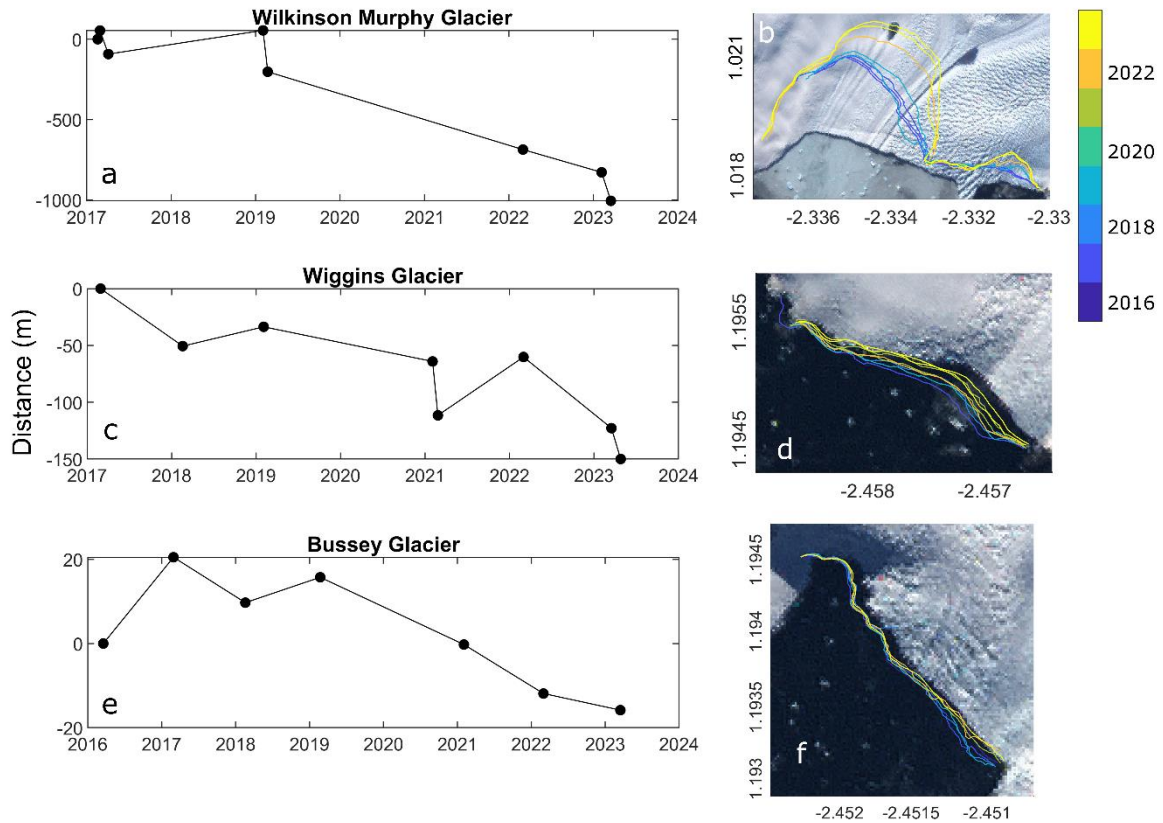 Wilkinson Murphy Glacier
0
-500
-1000
a
2017 2018 2019 2020 2021 2022 2023 2024
b
1.021
1.018
-2.336 -2.334 -2.332 -2.33
2022
2020
2018
2016
Distance (m)
Wiggins Glacier
0
-50
-100
-150
c
2017 2018 2019 2020 2021 2022 2023 2024
1.1955
1.1945
d
-2.458 -2.457
Bussey Glacier
20
0
-20
e
2016 2017 2018 2019 2020 2021 2022 2023 2024
1.1945
1.194
1.1935
1.193
f
-2.452 -2.4515 -2.451